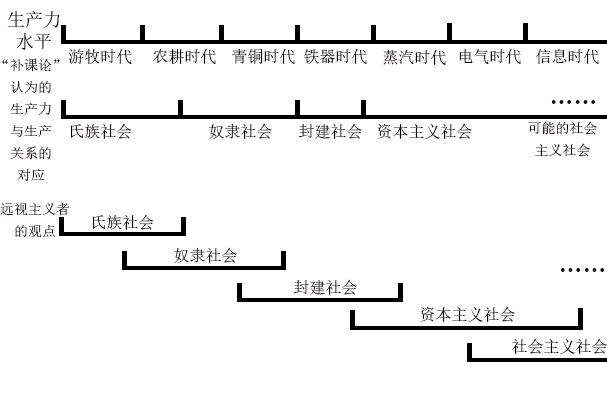 生产力
水平
游牧时代 农耕时代 青铜时代 铁器时代 蒸汽时代 电气时代 信息时代
“补课论”
认为的
生产力
与生产
关系的
对应
……
氏族社会 奴隶社会 封建社会 资本主义社会 可能的社会
主义社会
远视主义者
的观点
氏族社会
奴隶社会
……
封建社会
资本主义社会
社会主义社会